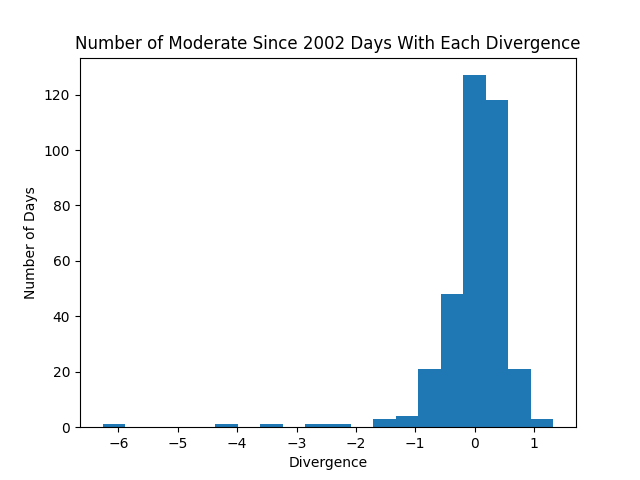 Number of Moderate Since 2002 Days With Each Divergence
120
100
80
60
40
20
0
Number of Days
−6 −5 −4 −3 −2 −1 0 1
Divergence